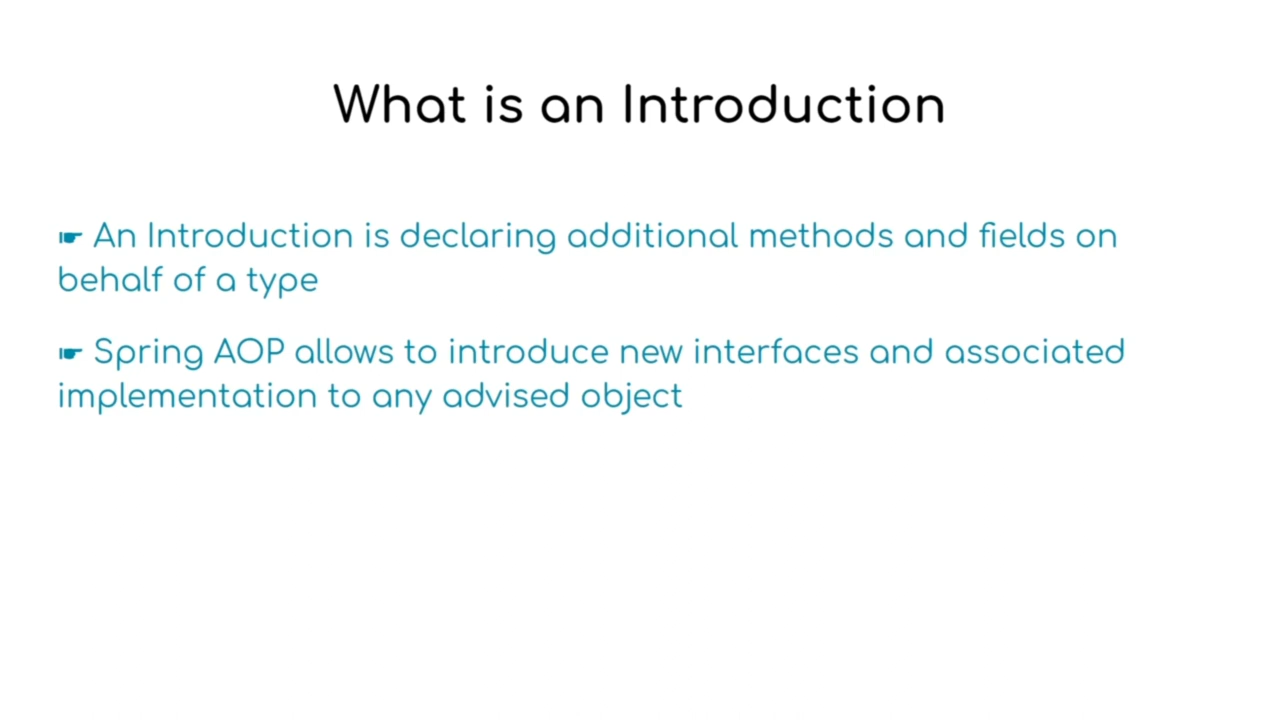 What is an Introduction
☛ An Introduction is declaring additional methods and fields on
behalf of a type
☛ Spring AOP allows to introduce new interfaces and associated
implementation to any advised object